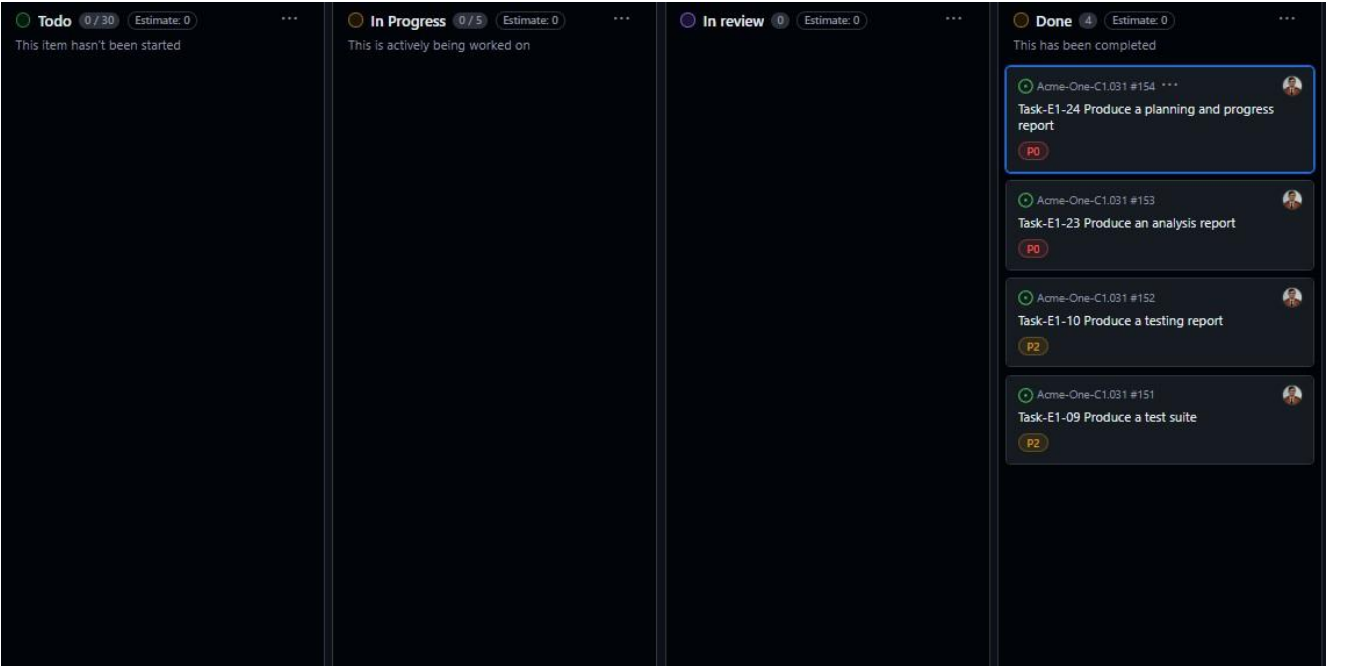 Todo 0 / 30 Estimate: 0 ...
This item hasn't been started
In Progress 0 / 5 Estimate: 0 ...
This is actively being worked on
In review 0 Estimate: 0 ...
Done 4 Estimate: 0 ...
This has been completed
Acme-One-C1.031 #154 ...
Task-E1-24 Produce a planning and progress
report
P0
Acme-One-C1.031 #153
Task-E1-23 Produce an analysis report
P0
Acme-One-C1.031 #152
Task-E1-10 Produce a testing report
P2
Acme-One-C1.031 #151
Task-E1-09 Produce a test suite
P2